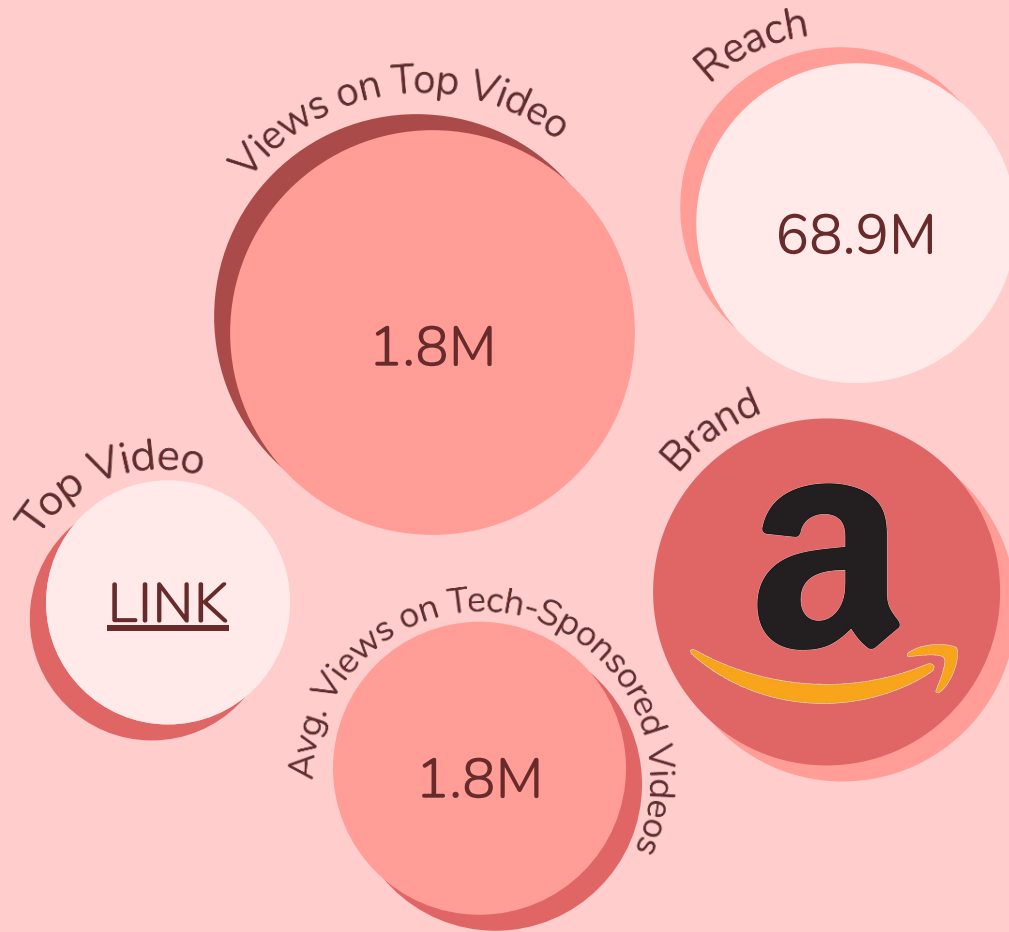 Views on Top Video
1.8M
Reach
68.9M
Top Video
LINK
Brand
a
Avg. Views on Tech-Sponsored Videos
1.8M